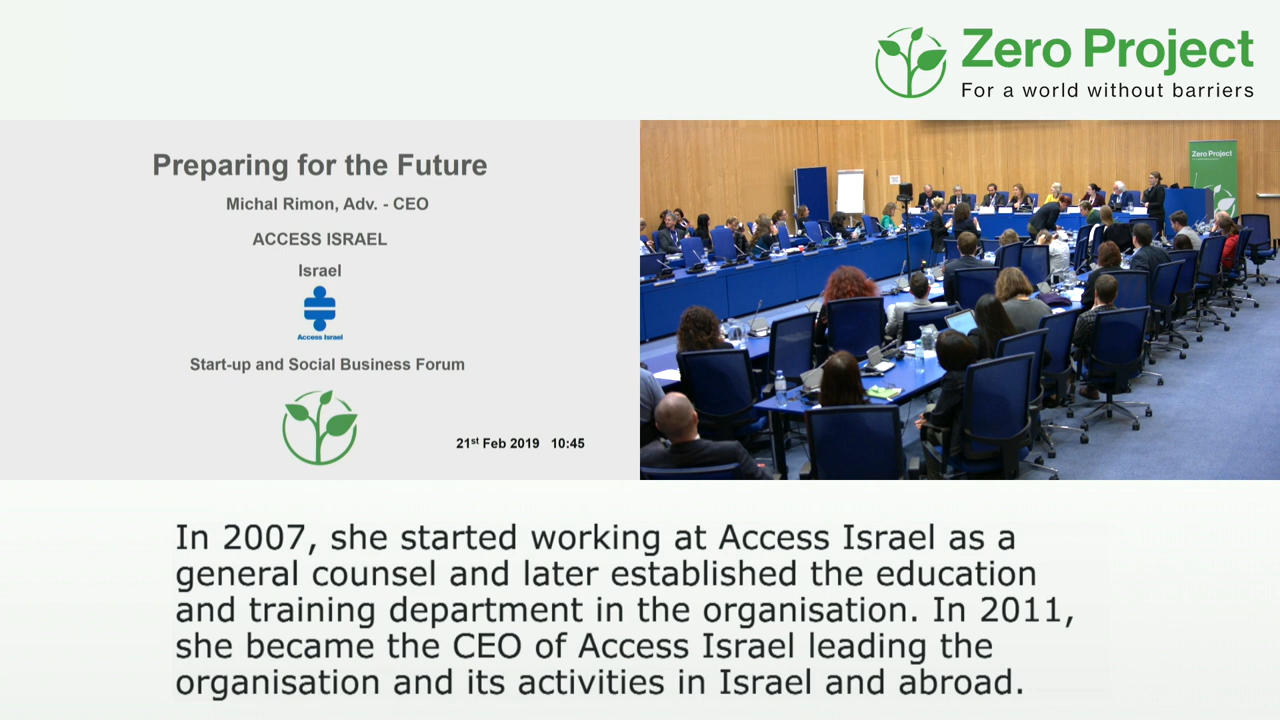 Zero Project
For a world without barriers
Preparing for the Future
Michal Rimon, Adv. - CEO
ACCESS ISRAEL
Israel
Access Israel
Start-up and Social Business Forum
21st Feb 2019 10:45
Zero Project
In 2007, she started working at Access Israel as a
general counsel and later established the education
and training department in the organisation. In 2011,
she became the CEO of Access Israel leading the
organisation and its activities in Israel and abroad.